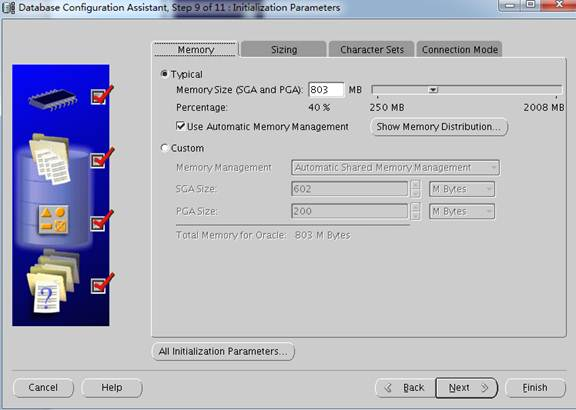 Database Configuration Assistant, Step 9 of 11 : Initialization Parameters
Memory Sizing Character Sets Connection Mode
Typical
Memory Size (SGA and PGA): 803 MB
Percentage: 40 % 250 MB 2008 MB
Use Automatic Memory Management Show Memory Distribution...
Custom
Memory Management Automatic Shared Memory Management
SGA Size: 602 M Bytes
PGA Size: 200 M Bytes
Total Memory for Oracle: 803 M Bytes
?
All Initialization Parameters...
Cancel Help Back Next Finish